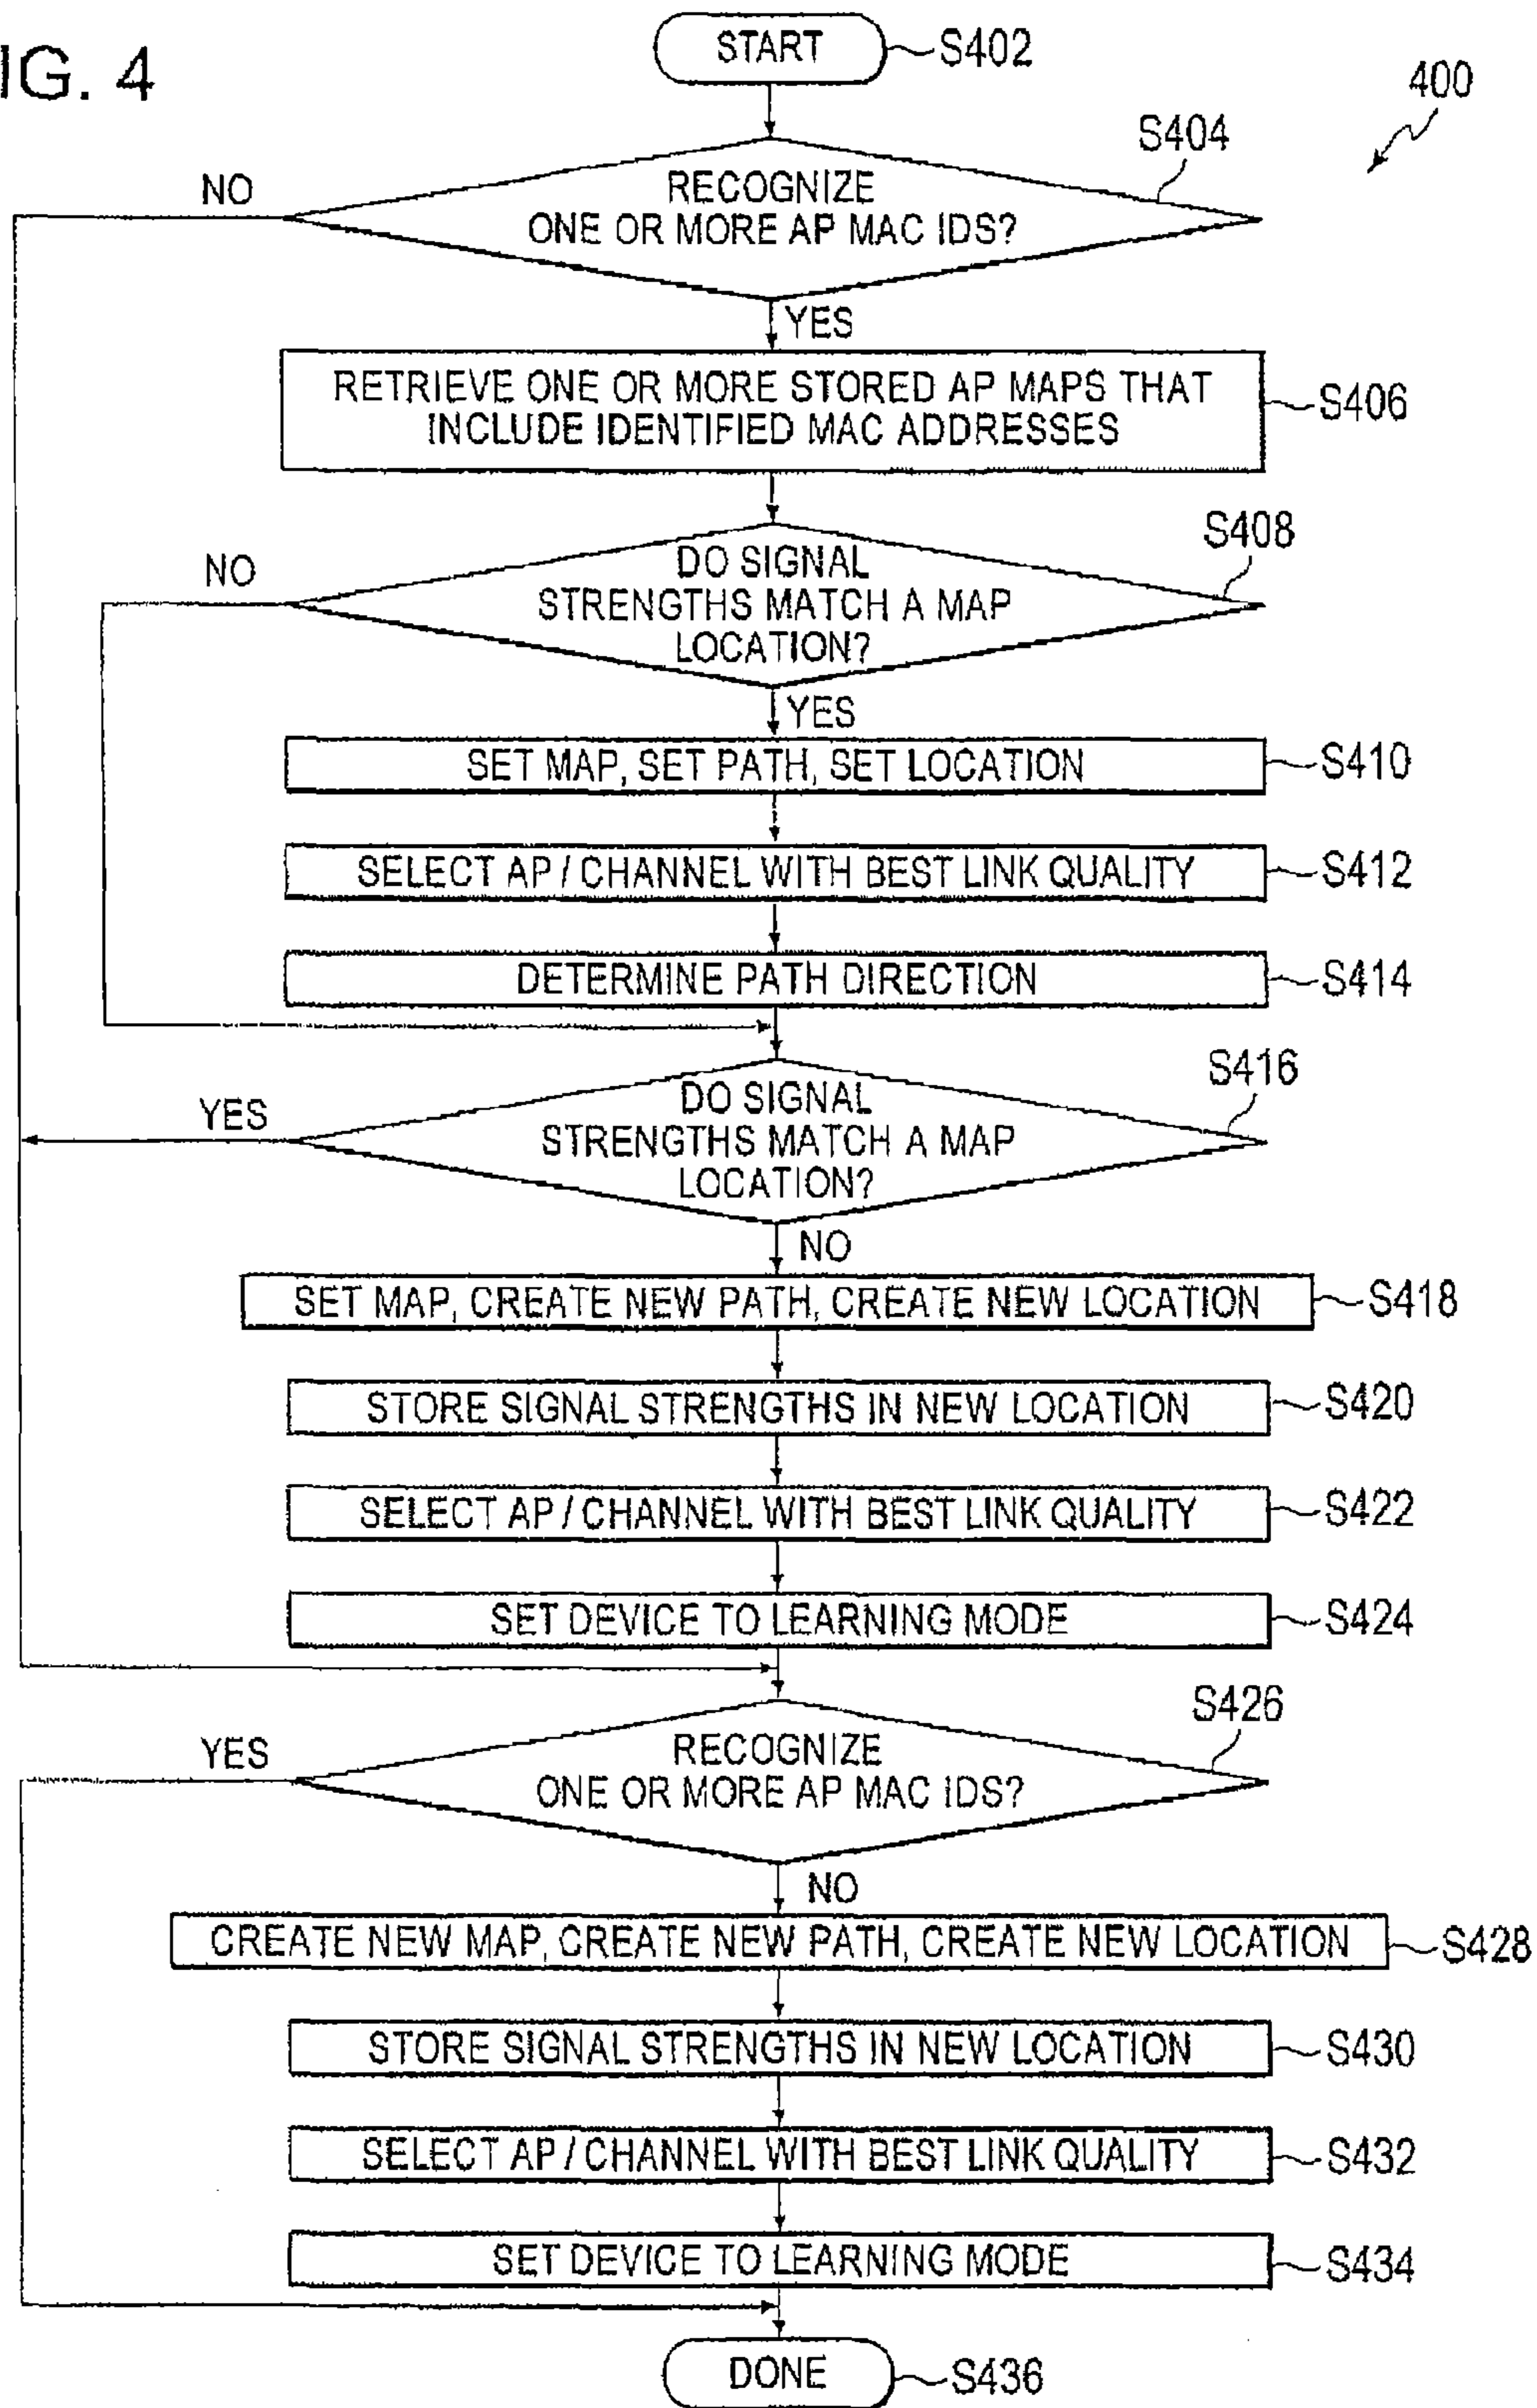 IG. 4
START
S402
400
S404
NO
RECOGNIZE
ONE OR MORE AP MAC IDS?
YES
RETRIEVE ONE OR MORE STORED AP MAPS THAT
INCLUDE IDENTIFIED MAC ADDRESSES
S406
S408
NO
DO SIGNAL
STRENGTHS MATCH A MAP
LOCATION?
YES
SET MAP, SET PATH, SET LOCATION
S410
SELECT AP / CHANNEL WITH BEST LINK QUALITY
S412
DETERMINE PATH DIRECTION
S414
S416
YES
DO SIGNAL
STRENGTHS MATCH A MAP
LOCATION?
NO
SET MAP, CREATE NEW PATH, CREATE NEW LOCATION
S418
STORE SIGNAL STRENGTHS IN NEW LOCATION
S420
SELECT AP / CHANNEL WITH BEST LINK QUALITY
S422
SET DEVICE TO LEARNING MODE
S424
S426
YES
RECOGNIZE
ONE OR MORE AP MAC IDS?
NO
CREATE NEW MAP, CREATE NEW PATH, CREATE NEW LOCATION
S428
STORE SIGNAL STRENGTHS IN NEW LOCATION
S430
SELECT AP / CHANNEL WITH BEST LINK QUALITY
S432
SET DEVICE TO LEARNING MODE
S434
DONE
S436